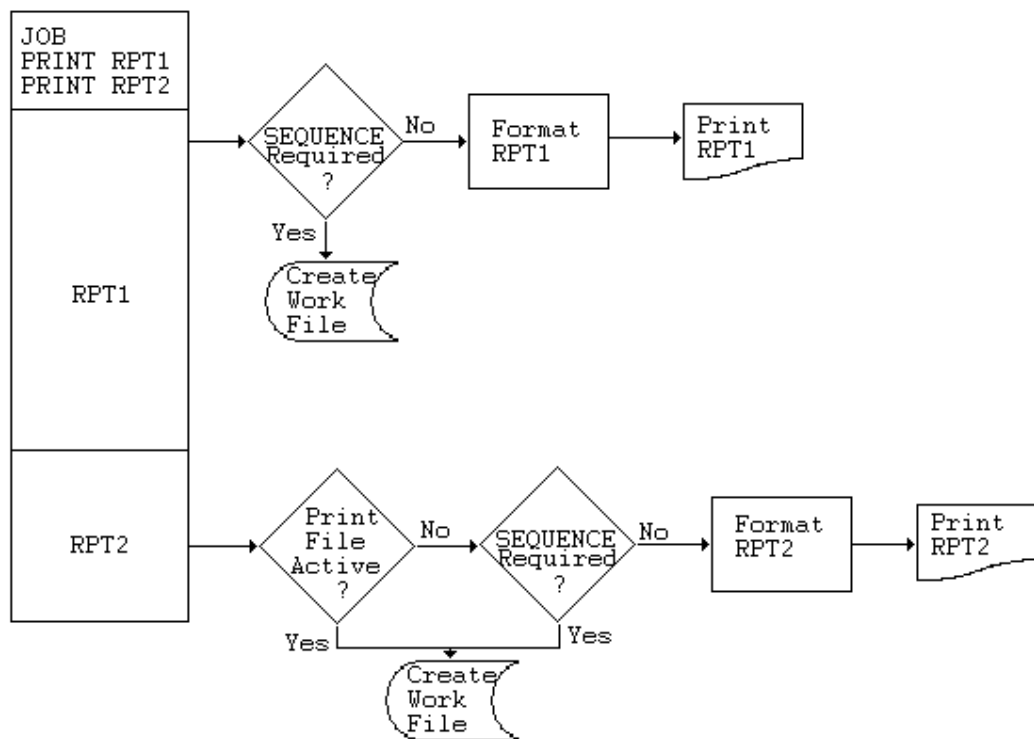 JOB
PRINT RPT1
PRINT RPT2
RPT1
SEQUENCE
Required
?
No
Format
RPT1
Print
RPT1
Yes
Create
Work
File
RPT2
Print
File
Active
?
No
SEQUENCE
Required
?
No
Format
RPT2
Print
RPT2
Yes
Yes
Create
Work
File